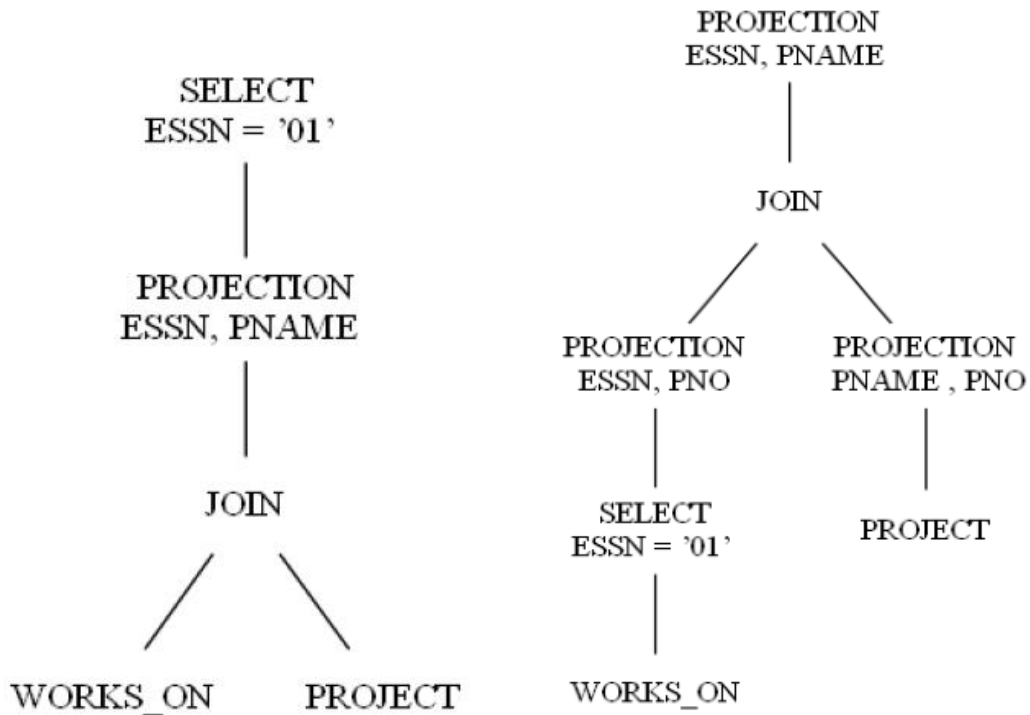 SELECT
ESSN = ’01’
PROJECTION
ESSN, PNAME
JOIN
WORKS_ON
PROJECT
PROJECTION
ESSN, PNAME
JOIN
PROJECTION
ESSN, PNO
PROJECTION
PNAME , PNO
SELECT
ESSN = ’01’
PROJECT
WORKS_ON